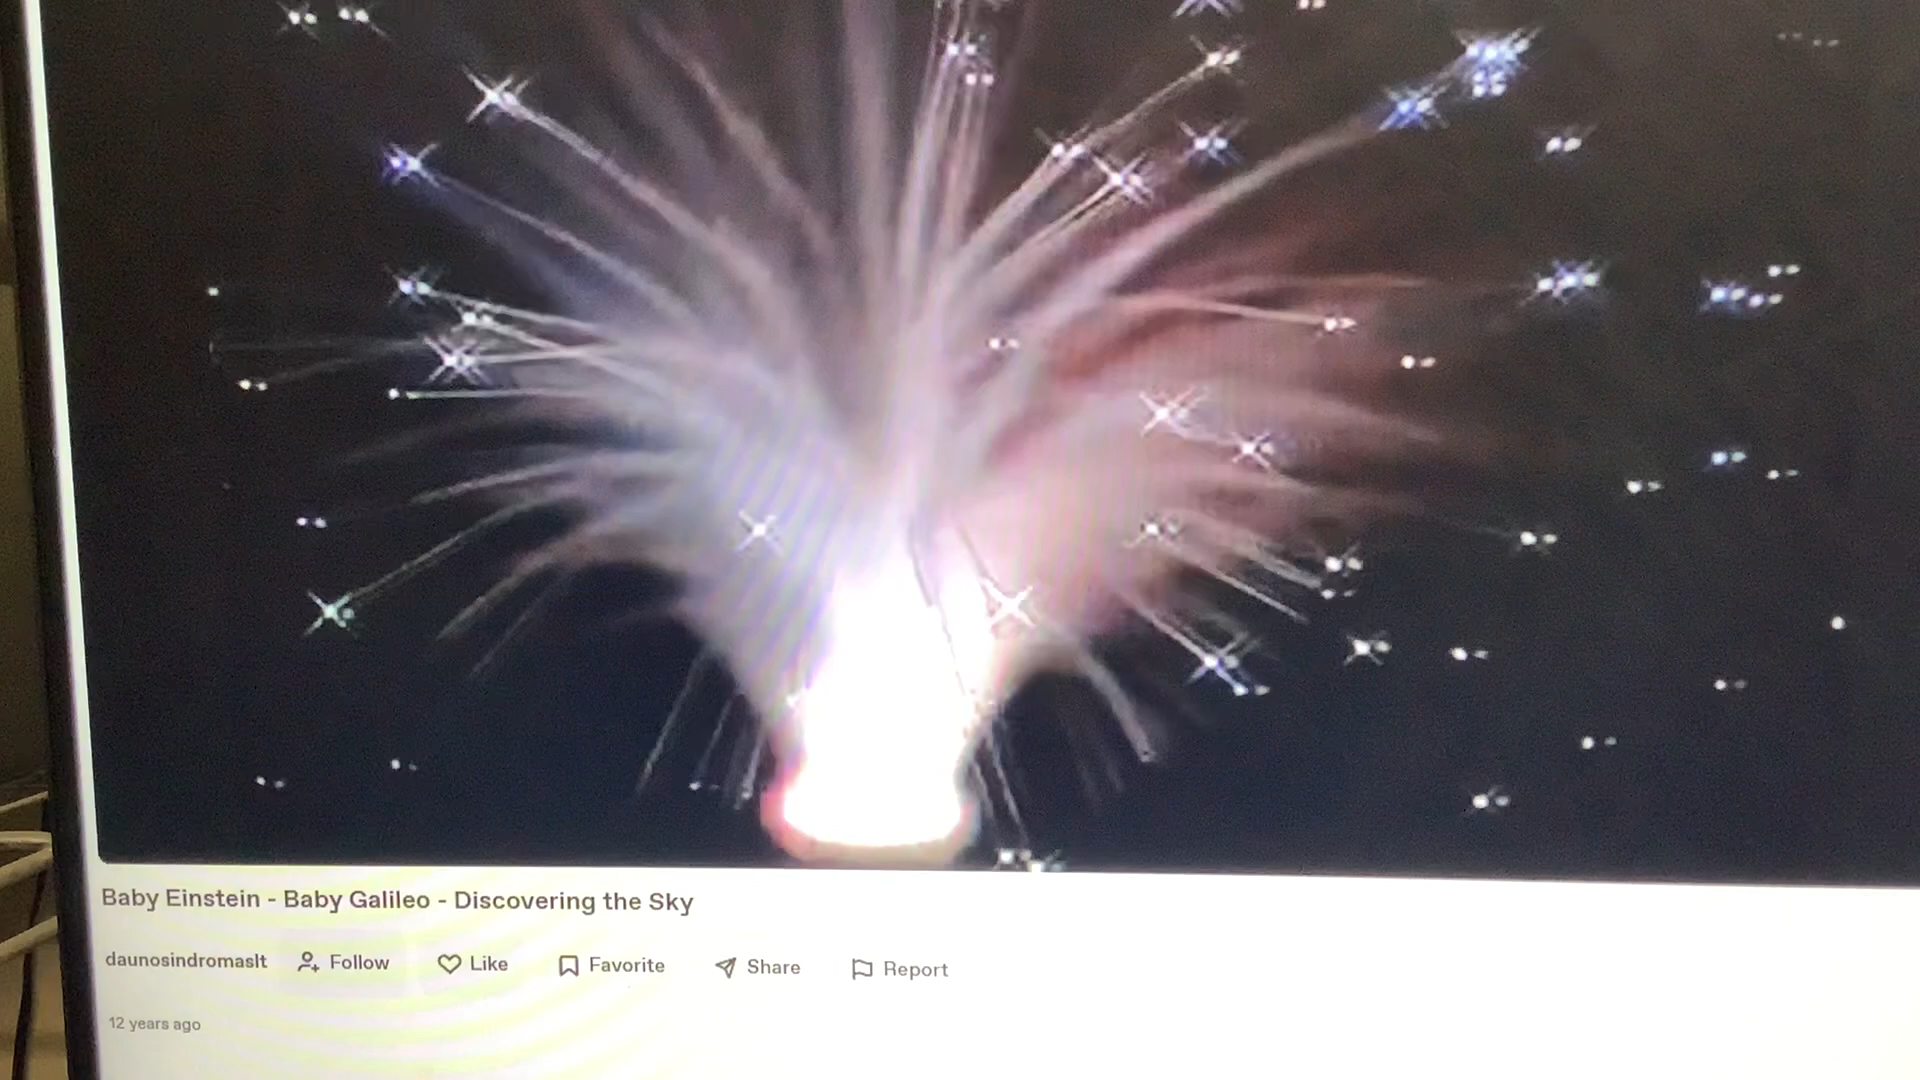 Baby Einstein - Baby Galileo - Discovering the Sky
daunosindromaslt Follow Like Favorite Share Report
12 years ago